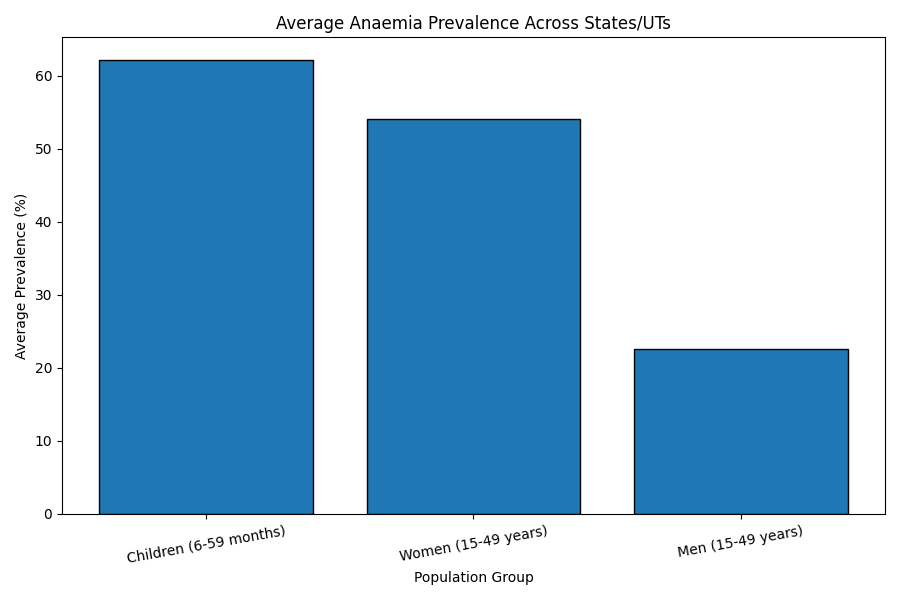 Average Anaemia Prevalence Across States/UTs
Average Prevalence (%)
60
50
40
30
20
10
0
Children (6-59 months)
Women (15-49 years)
Men (15-49 years)
Population Group